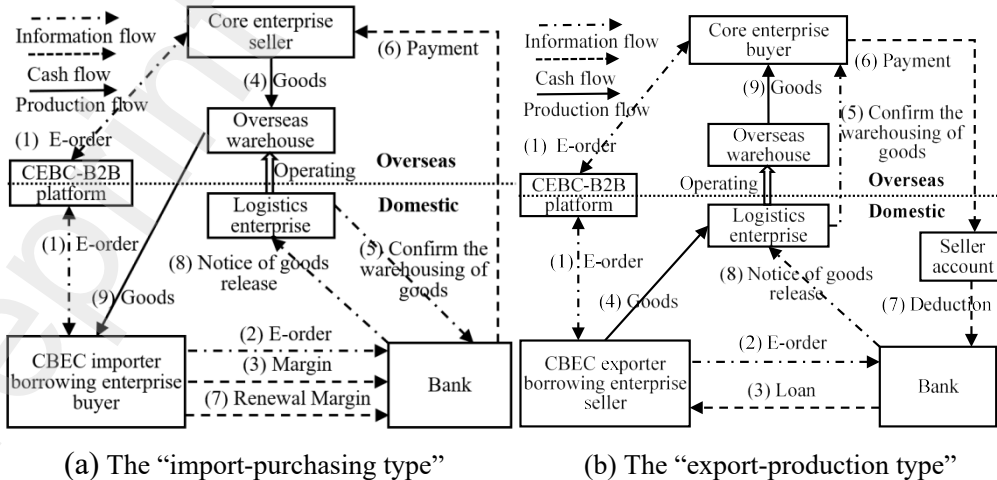 Information flow
Cash flow
Production flow
Core enterprise
seller
(6) Payment
(4) Goods
(1) E-order
Overseas
warehouse
CEBC-B2B
platform
Operating
Overseas
Domestic
Logistics
enterprise
(1) E-order
(5) Confirm the
warehousing of
goods
(8) Notice of goods
release
(9) Goods
CBEC importer
borrowing enterprise
buyer
(2) E-order
(3) Margin
(7) Renewal Margin
Bank
(a) The “import-purchasing type”
Information flow
Cash flow
Production flow
Core enterprise
buyer
(6) Payment
(9) Goods
(5) Confirm the
warehousing of
goods
(1) E-order
Overseas
warehouse
CEBC-B2B
platform
Operating
Overseas
Domestic
Logistics
enterprise
Seller
account
(1) E-order
(8) Notice of goods
release
(4) Goods
(7) Deduction
CBEC exporter
borrowing enterprise
seller
(2) E-order
(3) Loan
Bank
(b) The “export-production type”